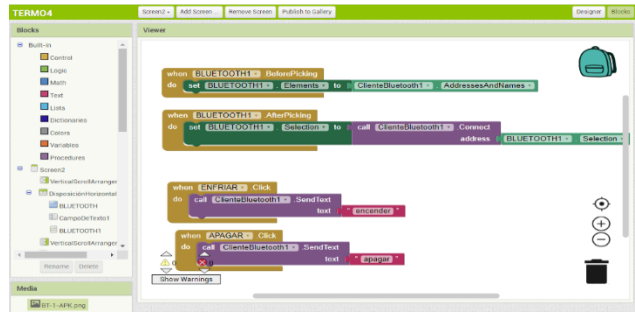 TERMO4
Screen2 Add Screen... Remove Screen Publish to Gallery Designer Blocks
Blocks
Viewer
Built-in
Control
Logic
Math
Text
Lists
Dictionaries
Colors
Variables
Procedures
Screen2
VerticalScrollArranger
DisposiciónHorizontal
BLUETOOTH
CampoDeTexto1
BLUETOOTH1
VerticalScrollArranger
Rename Delete
Media
BT-1-APK.png
when BLUETOOTH1 .BeforePicking
do set BLUETOOTH1 . Elements to ClienteBluetooth1 . AddressesAndNames
when BLUETOOTH1 .AfterPicking
do set BLUETOOTH1 . Selection to call ClienteBluetooth1 .Connect
address BLUETOOTH1 . Selection
when ENFRIAR .Click
do call ClienteBluetooth1 .SendText
text " encender "
when APAGAR .Click
do call ClienteBluetooth1 .SendText
text " apagar "
0 0
Show Warnings